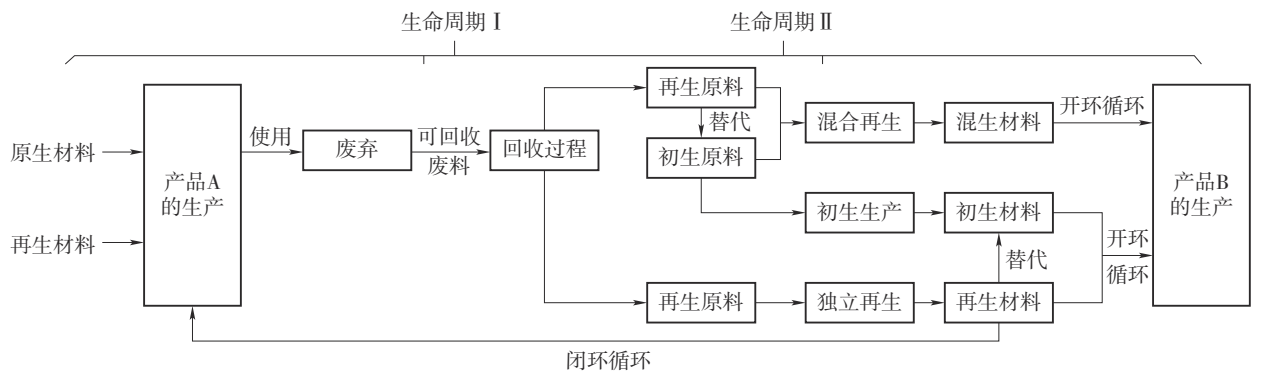 生命周期Ⅰ
生命周期Ⅱ
原生材料
再生材料
产品A
的生产
使用
废弃
可回收
废料
回收过程
再生原料
替代
初生原料
混合再生
混生材料
开环循环
初生生产
初生材料
替代
再生原料
独立再生
再生材料
开环
循环
产品B
的生产
闭环循环